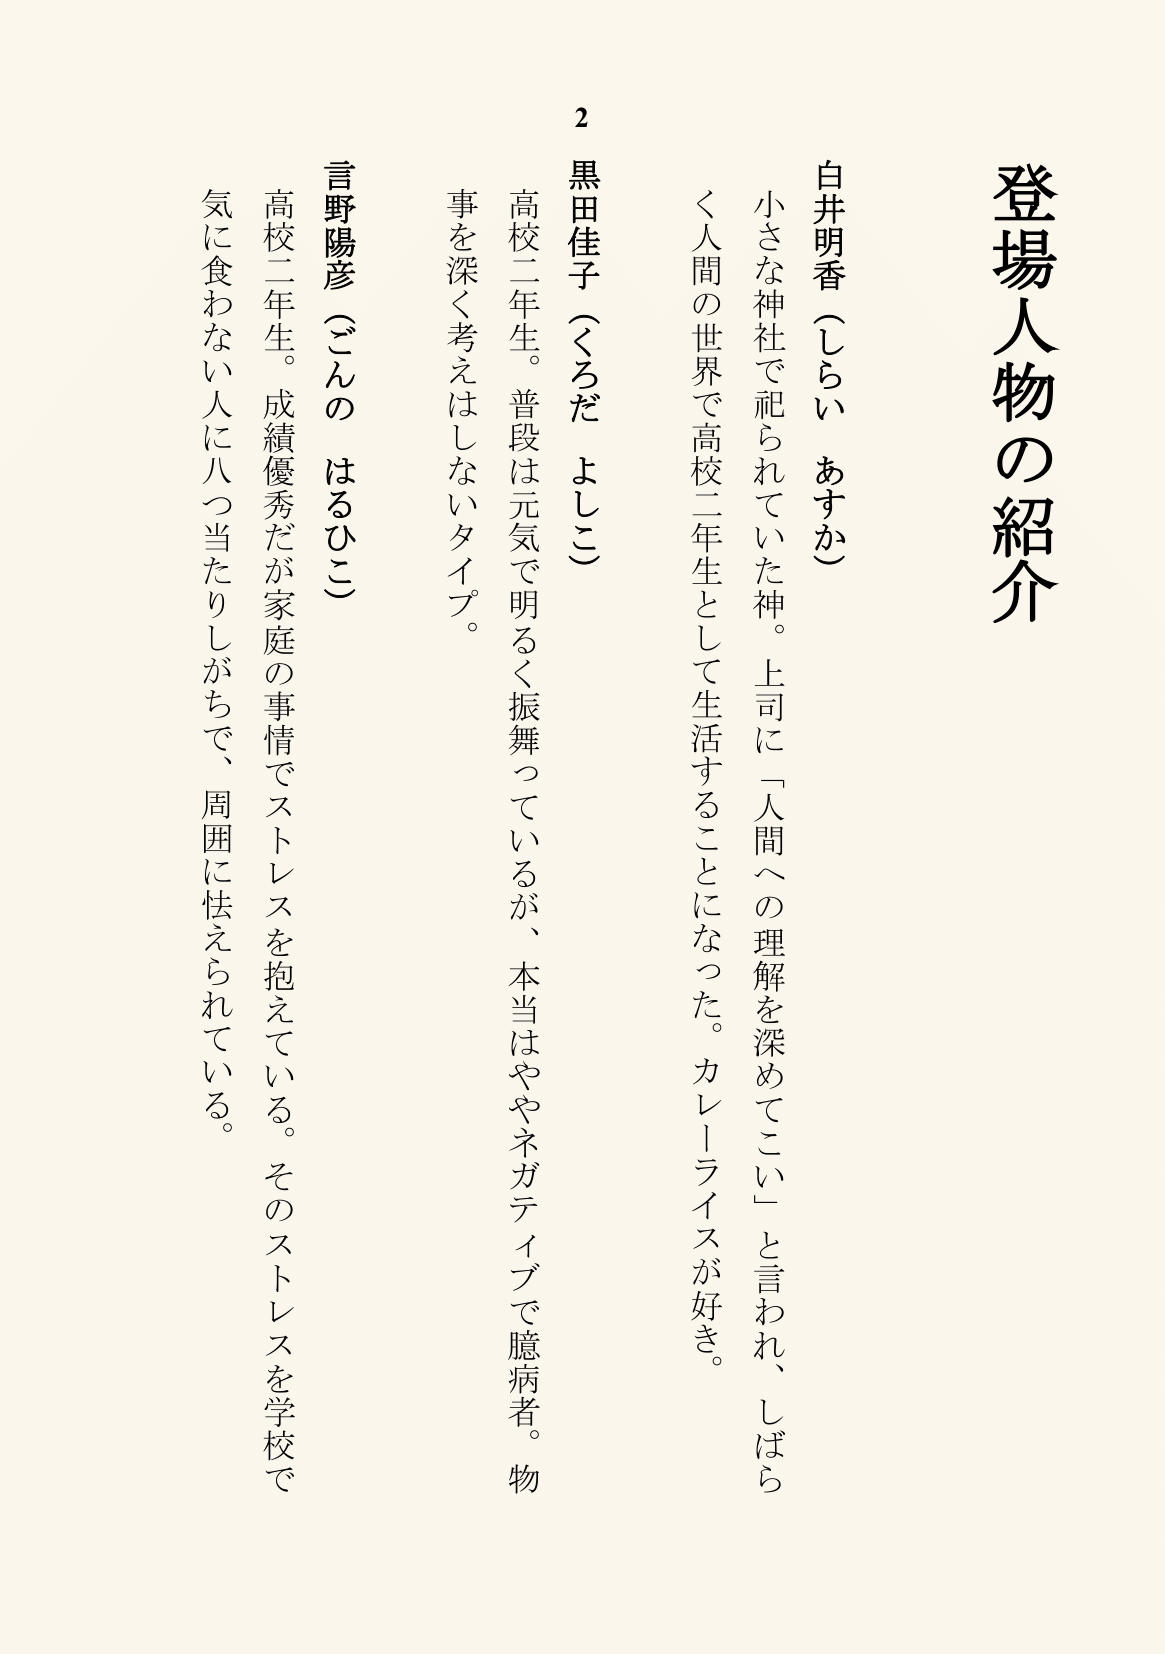 2
登場人物の紹介
白井明香（しらい　あすか）
小さな神社で祀られていた神。上司に「人間への理解を深めてこい」と言われ、しばら
く人間の世界で高校二年生として生活することになった。カレーライスが好き。
黒田佳子（くろだ　よしこ）
高校二年生。普段は元気で明るく振舞っているが、本当はややネガティブで臆病者。物
事を深く考えはしないタイプ。
言野陽彦（ごんの　はるひこ）
高校二年生。成績優秀だが家庭の事情でストレスを抱えている。そのストレスを学校で
気に食わない人に八つ当たりしがちで、周囲に怯えられている。